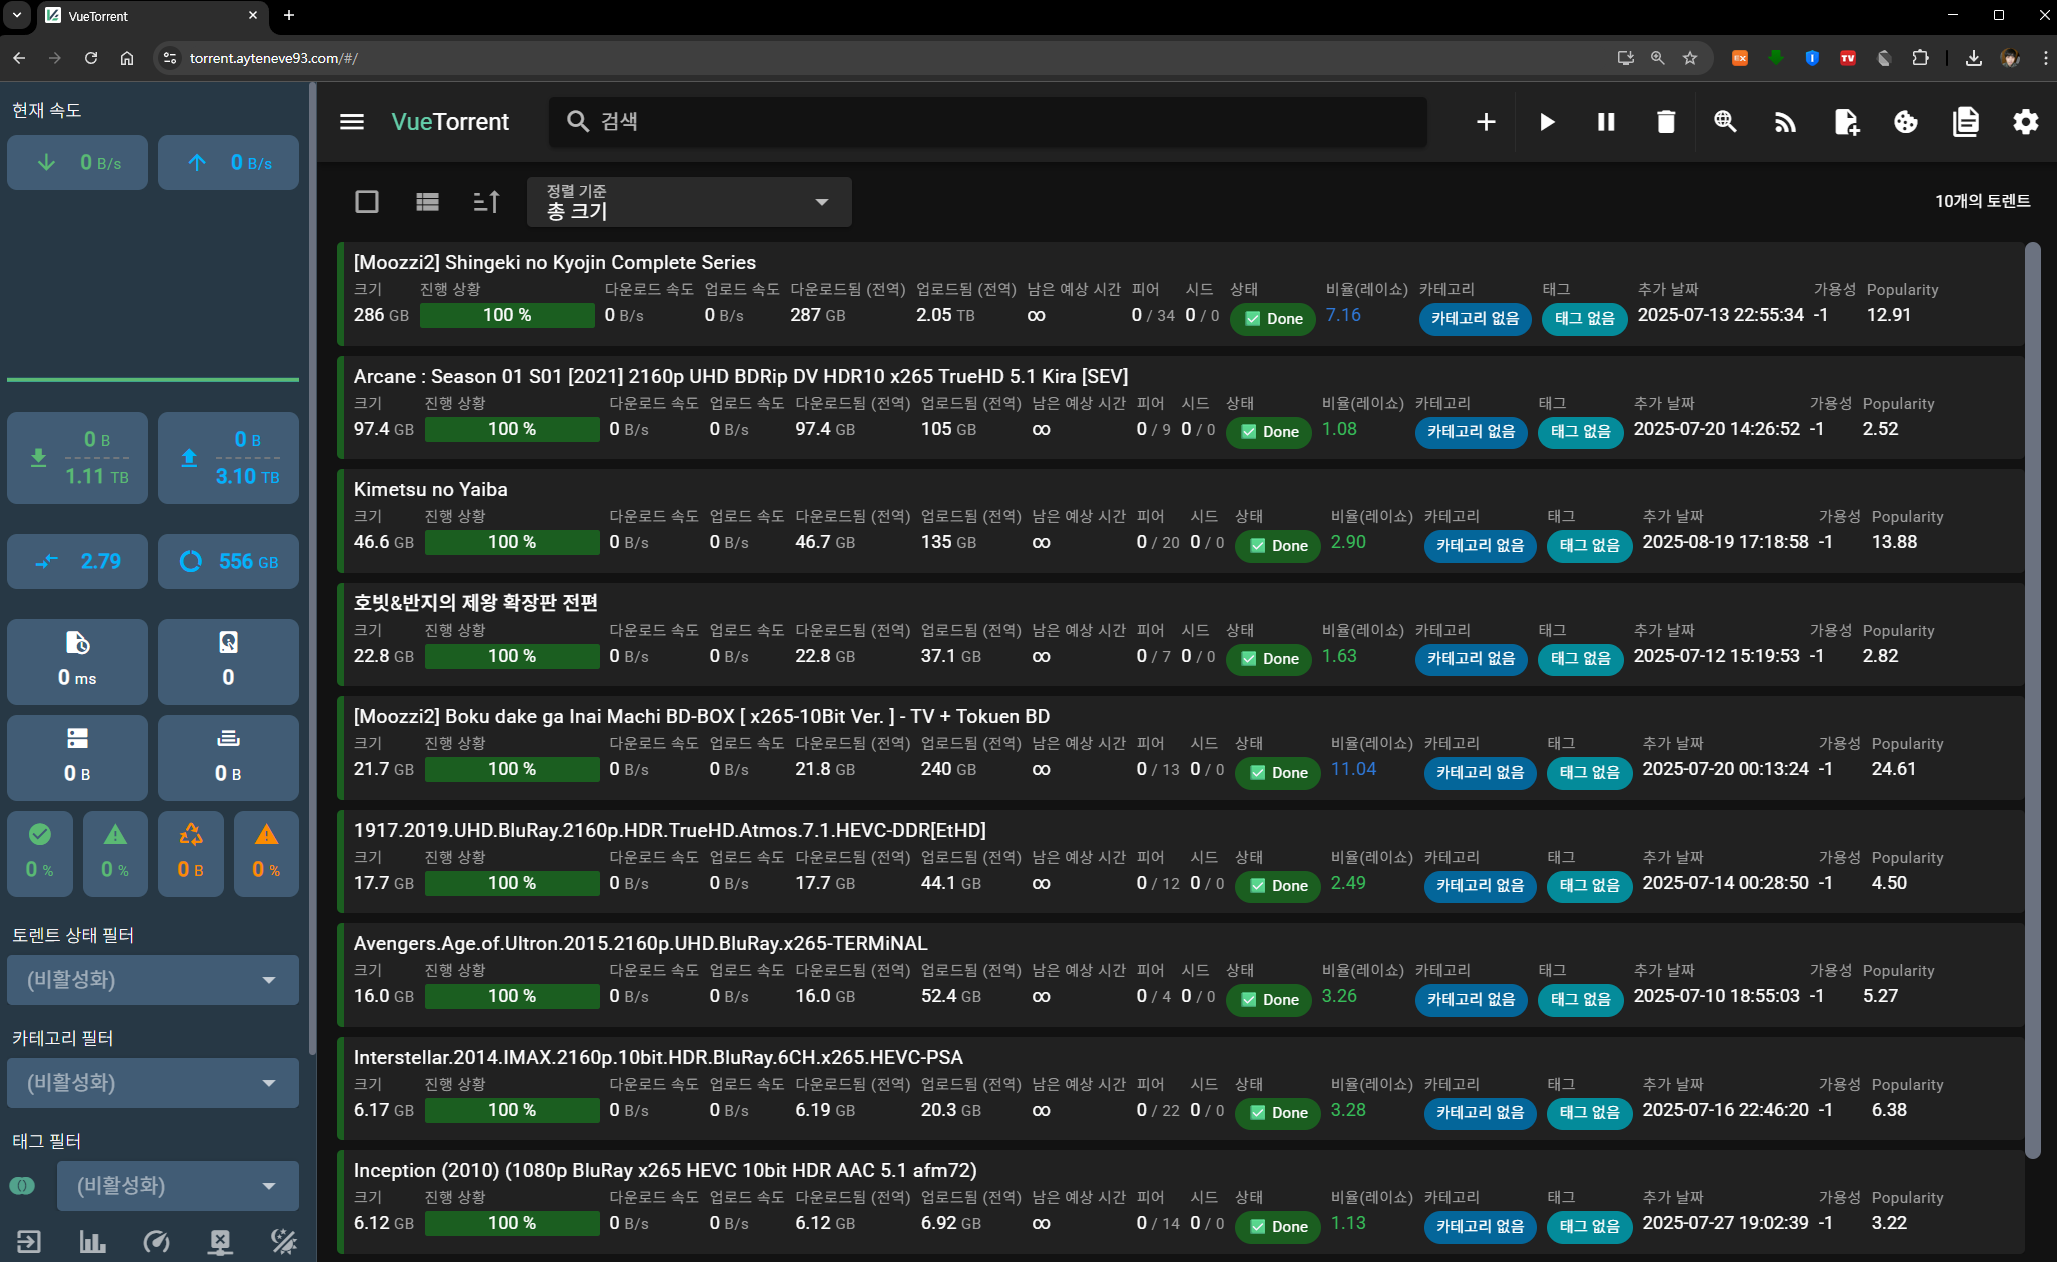 VueTorrent
torrent.ayteneve93.com/#/
현재 속도
0 B/s
0 B/s
0 B
1.11 TB
0 B
3.10 TB
2.79
556 GB
0 ms
0
0 B
0 B
0 %
0 %
0 B
0 %
토렌트 상태 필터
(비활성화)
카테고리 필터
(비활성화)
태그 필터
(비활성화)
VueTorrent
검색
정렬 기준
총 크기
10개의 토렌트
[Moozzi2] Shingeki no Kyojin Complete Series
크기 진행 상황 다운로드 속도 업로드 속도 다운로드됨 (전역) 업로드됨 (전역) 남은 예상 시간 피어 시드 상태 비율(레이쇼) 카테고리 태그 추가 날짜 가용성 Popularity
286 GB 100 % 0 B/s 0 B/s 287 GB 2.05 TB ∞ 0 / 34 0 / 0 Done 7.16 카테고리 없음 태그 없음 2025-07-13 22:55:34 -1 12.91
Arcane : Season 01 S01 [2021] 2160p UHD BDRip DV HDR10 x265 TrueHD 5.1 Kira [SEV]
크기 진행 상황 다운로드 속도 업로드 속도 다운로드됨 (전역) 업로드됨 (전역) 남은 예상 시간 피어 시드 상태 비율(레이쇼) 카테고리 태그 추가 날짜 가용성 Popularity
97.4 GB 100 % 0 B/s 0 B/s 97.4 GB 105 GB ∞ 0 / 9 0 / 0 Done 1.08 카테고리 없음 태그 없음 2025-07-20 14:26:52 -1 2.52
Kimetsu no Yaiba
크기 진행 상황 다운로드 속도 업로드 속도 다운로드됨 (전역) 업로드됨 (전역) 남은 예상 시간 피어 시드 상태 비율(레이쇼) 카테고리 태그 추가 날짜 가용성 Popularity
46.6 GB 100 % 0 B/s 0 B/s 46.7 GB 135 GB ∞ 0 / 20 0 / 0 Done 2.90 카테고리 없음 태그 없음 2025-08-19 17:18:58 -1 13.88
호빗&반지의 제왕 확장판 전편
크기 진행 상황 다운로드 속도 업로드 속도 다운로드됨 (전역) 업로드됨 (전역) 남은 예상 시간 피어 시드 상태 비율(레이쇼) 카테고리 태그 추가 날짜 가용성 Popularity
22.8 GB 100 % 0 B/s 0 B/s 22.8 GB 37.1 GB ∞ 0 / 7 0 / 0 Done 1.63 카테고리 없음 태그 없음 2025-07-12 15:19:53 -1 2.82
[Moozzi2] Boku dake ga Inai Machi BD-BOX [ x265-10Bit Ver. ] - TV + Tokuen BD
크기 진행 상황 다운로드 속도 업로드 속도 다운로드됨 (전역) 업로드됨 (전역) 남은 예상 시간 피어 시드 상태 비율(레이쇼) 카테고리 태그 추가 날짜 가용성 Popularity
21.7 GB 100 % 0 B/s 0 B/s 21.8 GB 240 GB ∞ 0 / 13 0 / 0 Done 11.04 카테고리 없음 태그 없음 2025-07-20 00:13:24 -1 24.61
1917.2019.UHD.BluRay.2160p.HDR.TrueHD.Atmos.7.1.HEVC-DDR[EtHD]
크기 진행 상황 다운로드 속도 업로드 속도 다운로드됨 (전역) 업로드됨 (전역) 남은 예상 시간 피어 시드 상태 비율(레이쇼) 카테고리 태그 추가 날짜 가용성 Popularity
17.7 GB 100 % 0 B/s 0 B/s 17.7 GB 44.1 GB ∞ 0 / 12 0 / 0 Done 2.49 카테고리 없음 태그 없음 2025-07-14 00:28:50 -1 4.50
Avengers.Age.of.Ultron.2015.2160p.UHD.BluRay.x265-TERMiNAL
크기 진행 상황 다운로드 속도 업로드 속도 다운로드됨 (전역) 업로드됨 (전역) 남은 예상 시간 피어 시드 상태 비율(레이쇼) 카테고리 태그 추가 날짜 가용성 Popularity
16.0 GB 100 % 0 B/s 0 B/s 16.0 GB 52.4 GB ∞ 0 / 4 0 / 0 Done 3.26 카테고리 없음 태그 없음 2025-07-10 18:55:03 -1 5.27
Interstellar.2014.IMAX.2160p.10bit.HDR.BluRay.6CH.x265.HEVC-PSA
크기 진행 상황 다운로드 속도 업로드 속도 다운로드됨 (전역) 업로드됨 (전역) 남은 예상 시간 피어 시드 상태 비율(레이쇼) 카테고리 태그 추가 날짜 가용성 Popularity
6.17 GB 100 % 0 B/s 0 B/s 6.19 GB 20.3 GB ∞ 0 / 22 0 / 0 Done 3.28 카테고리 없음 태그 없음 2025-07-16 22:46:20 -1 6.38
Inception (2010) (1080p BluRay x265 HEVC 10bit HDR AAC 5.1 afm72)
크기 진행 상황 다운로드 속도 업로드 속도 다운로드됨 (전역) 업로드됨 (전역) 남은 예상 시간 피어 시드 상태 비율(레이쇼) 카테고리 태그 추가 날짜 가용성 Popularity
6.12 GB 100 % 0 B/s 0 B/s 6.12 GB 6.92 GB ∞ 0 / 14 0 / 0 Done 1.13 카테고리 없음 태그 없음 2025-07-27 19:02:39 -1 3.22